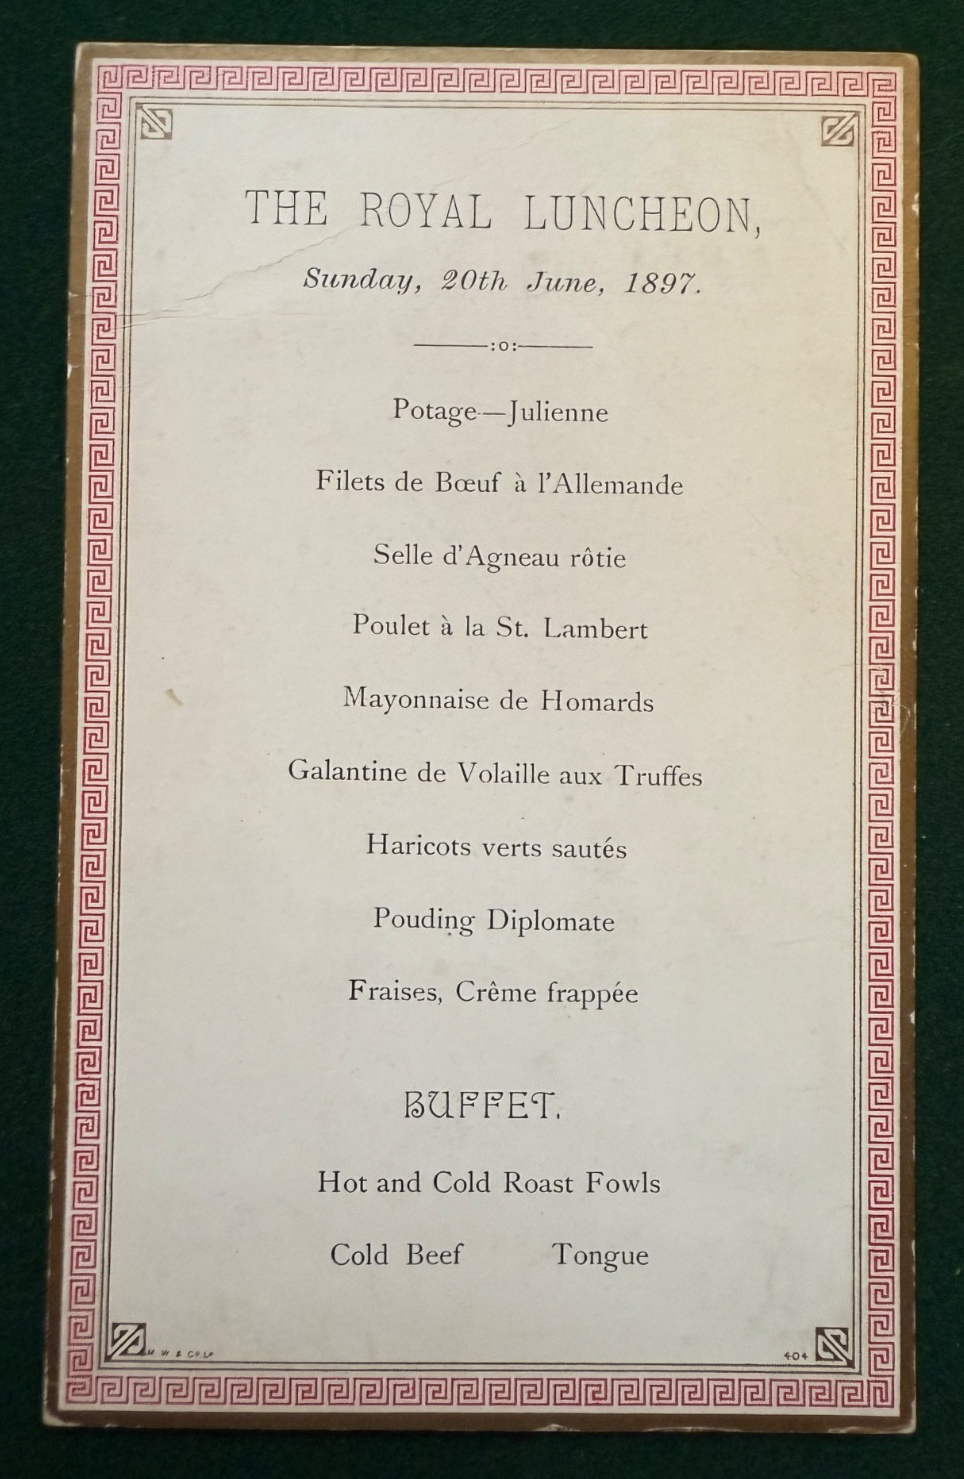 THE ROYAL LUNCHEON,
Sunday, 20th June, 1897.
:o:
Potage—Julienne
Filets de Bœuf à l'Allemande
Selle d'Agneau rôtie
Poulet à la St. Lambert
Mayonnaise de Homards
Galantine de Volaille aux Truffes
Haricots verts sautés
Pouding Diplomate
Fraises, Crême frappée
BUFFET.
Hot and Cold Roast Fowls
Cold Beef Tongue
M W & CO LD 404